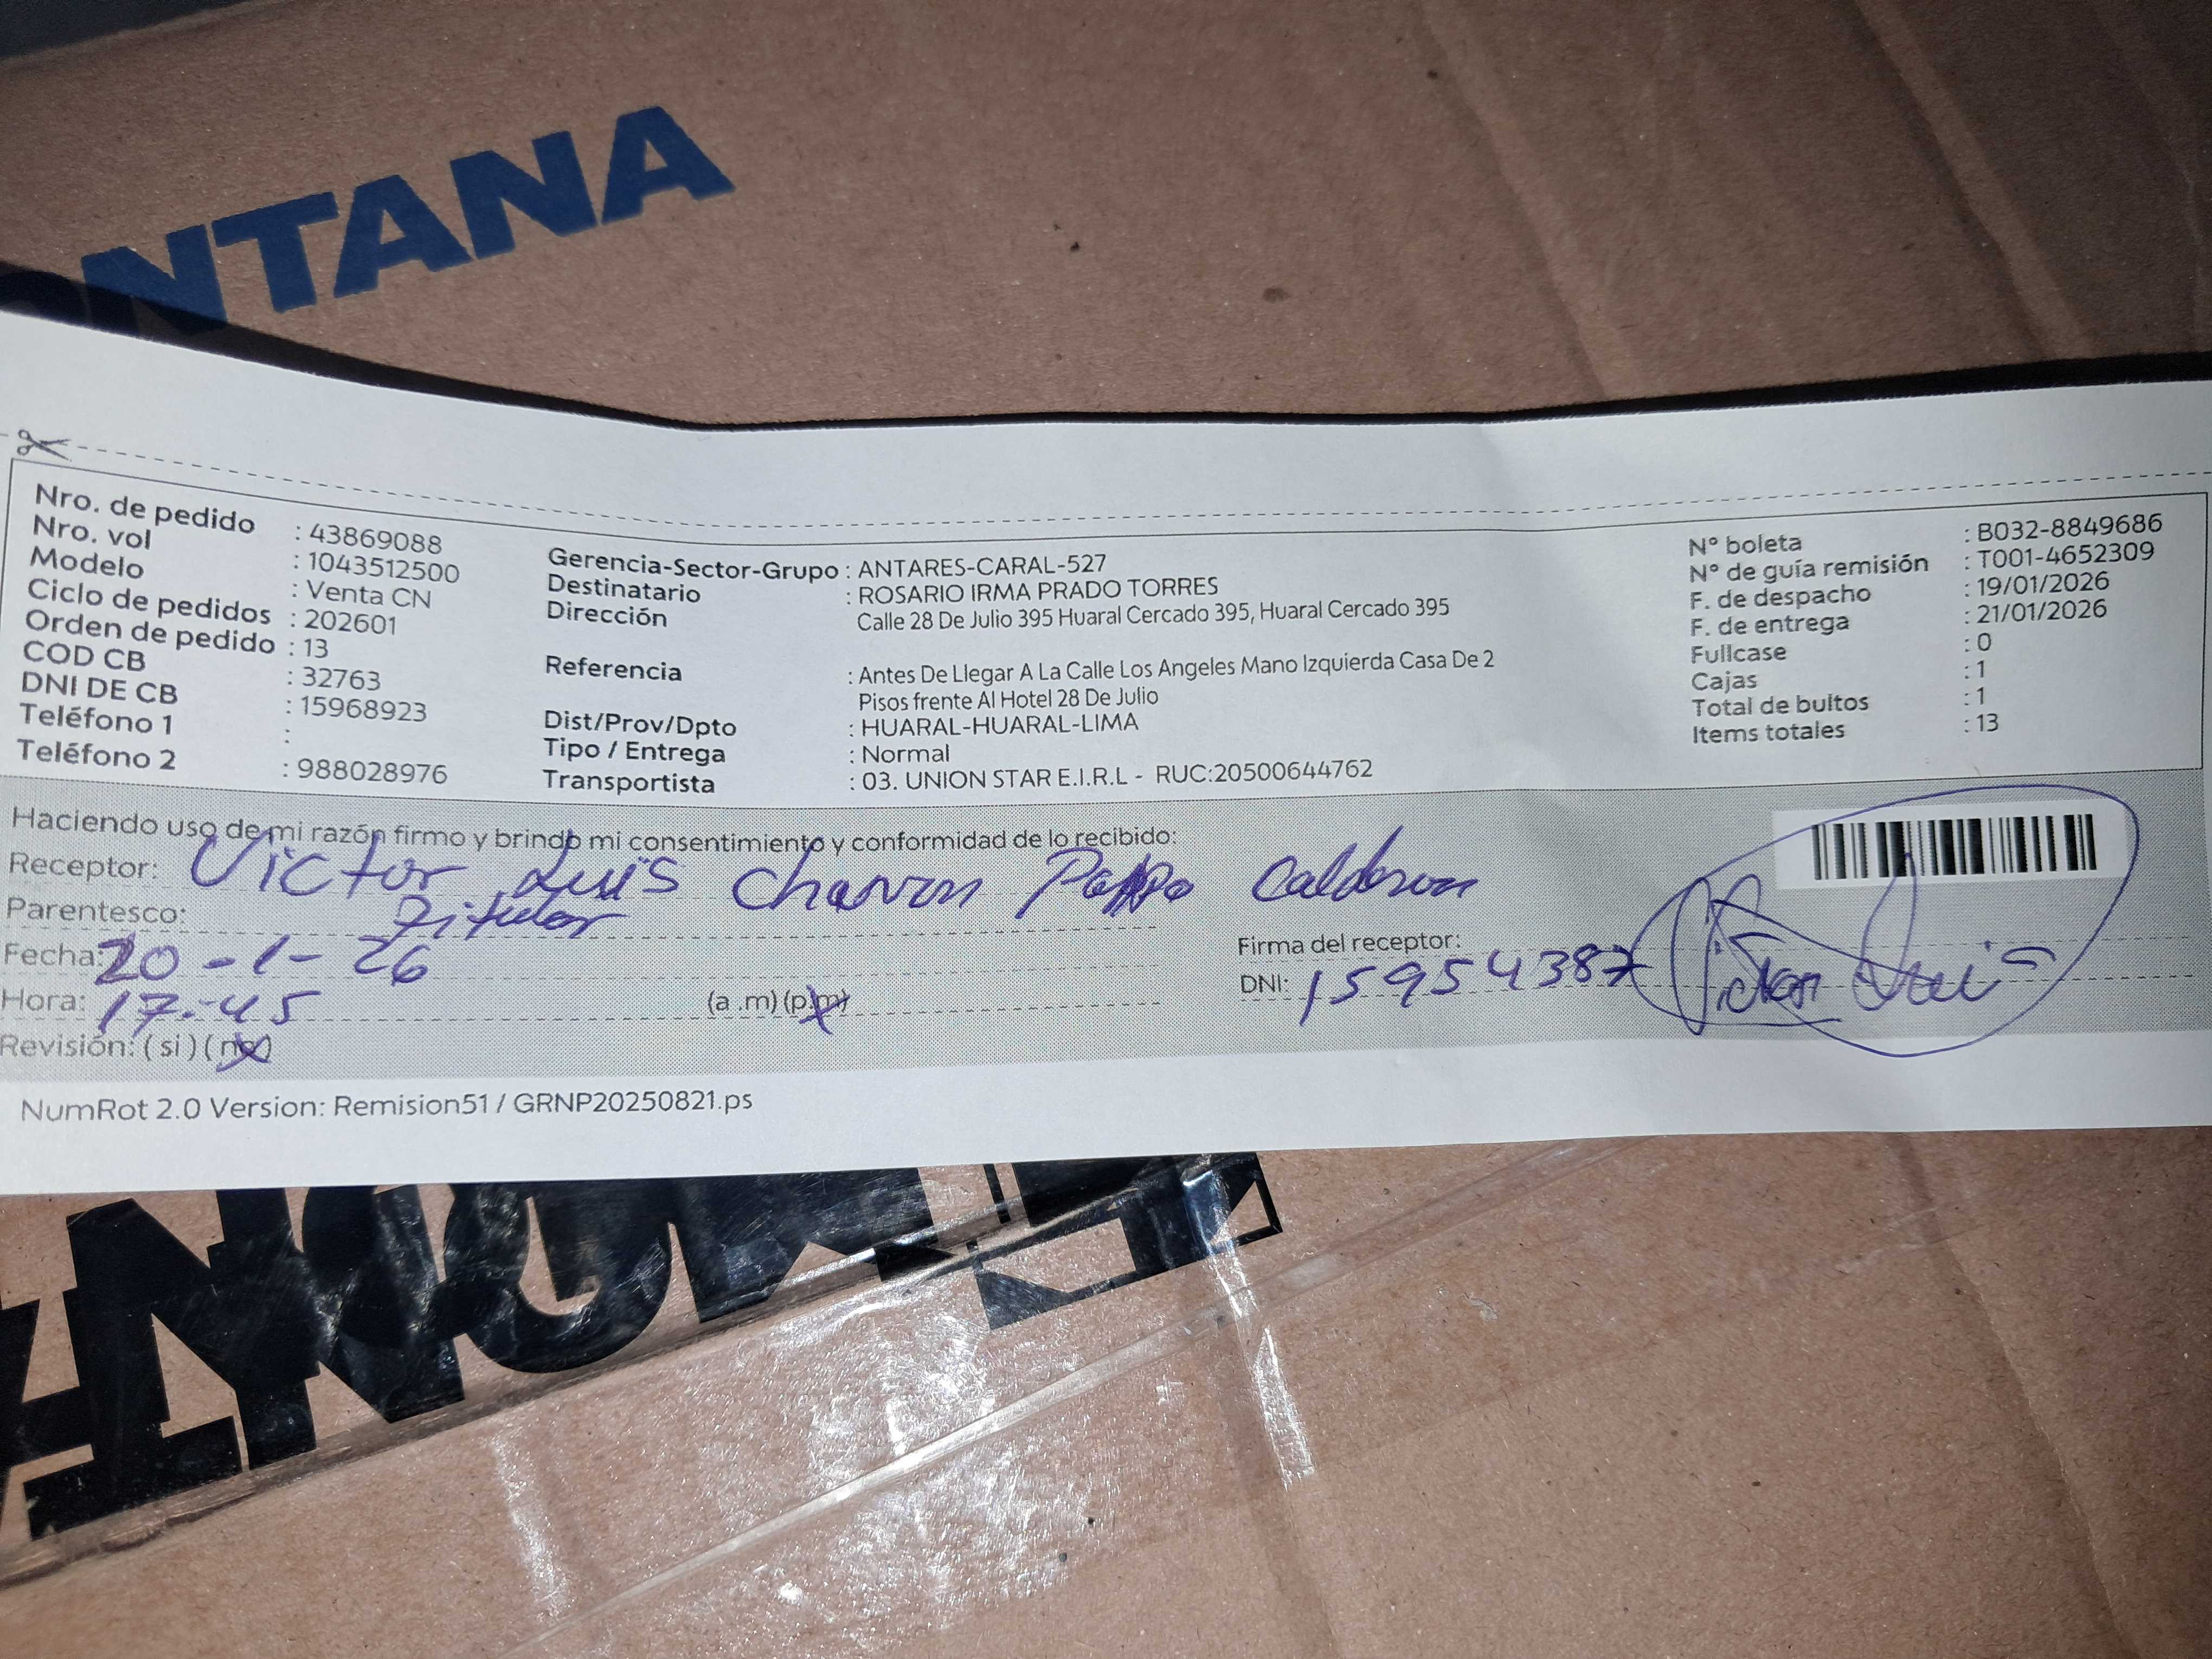 NTANA
Nro. de pedido : 43869088
Nro. vol : 1043512500
Modelo : Venta CN
Ciclo de pedidos : 202601
Orden de pedido : 13
COD CB : 32763
DNI DE CB : 15968923
Teléfono 1 :
Teléfono 2 : 988028976
Gerencia-Sector-Grupo : ANTARES-CARAL-527
Destinatario : ROSARIO IRMA PRADO TORRES
Dirección : Calle 28 De Julio 395 Huaral Cercado 395, Huaral Cercado 395
Referencia : Antes De Llegar A La Calle Los Angeles Mano Izquierda Casa De 2
Pisos frente Al Hotel 28 De Julio
Dist/Prov/Dpto : HUARAL-HUARAL-LIMA
Tipo / Entrega : Normal
Transportista : 03. UNION STAR E.I.R.L - RUC:20500644762
N° boleta : B032-8849686
N° de guía remisión : T001-4652309
F. de despacho : 19/01/2026
F. de entrega : 21/01/2026
Fullcase : 0
Cajas : 1
Total de bultos : 1
Items totales : 13
Haciendo uso de mi razón firmo y brindo mi consentimiento y conformidad de lo recibido:
Receptor: Victor Luis Calderon
Parentesco: Titular
Fecha: 20-1-26
Hora: 17:45 (a.m) (p.m)
Revisión: ( si ) ( no )
Firma del receptor: Victor Luis
DNI: 15954387
NumRot 2.0 Version: Remision51 / GRNP20250821.ps